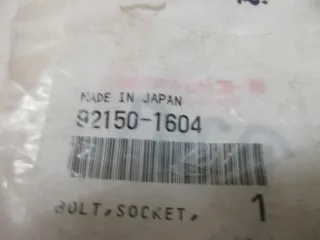 MADE IN JAPAN
92150-1604
BOLT,SOCKET, 1